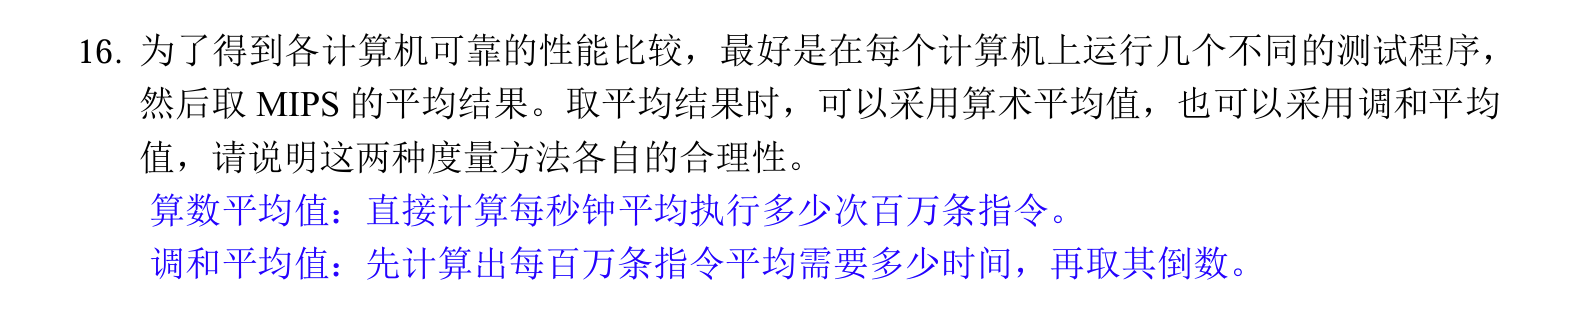 16. 为了得到各计算机可靠的性能比较，最好是在每个计算机上运行几个不同的测试程序，
然后取 MIPS 的平均结果。取平均结果时，可以采用算术平均值，也可以采用调和平均
值，请说明这两种度量方法各自的合理性。
算数平均值：直接计算每秒钟平均执行多少次百万条指令。
调和平均值：先计算出每百万条指令平均需要多少时间，再取其倒数。